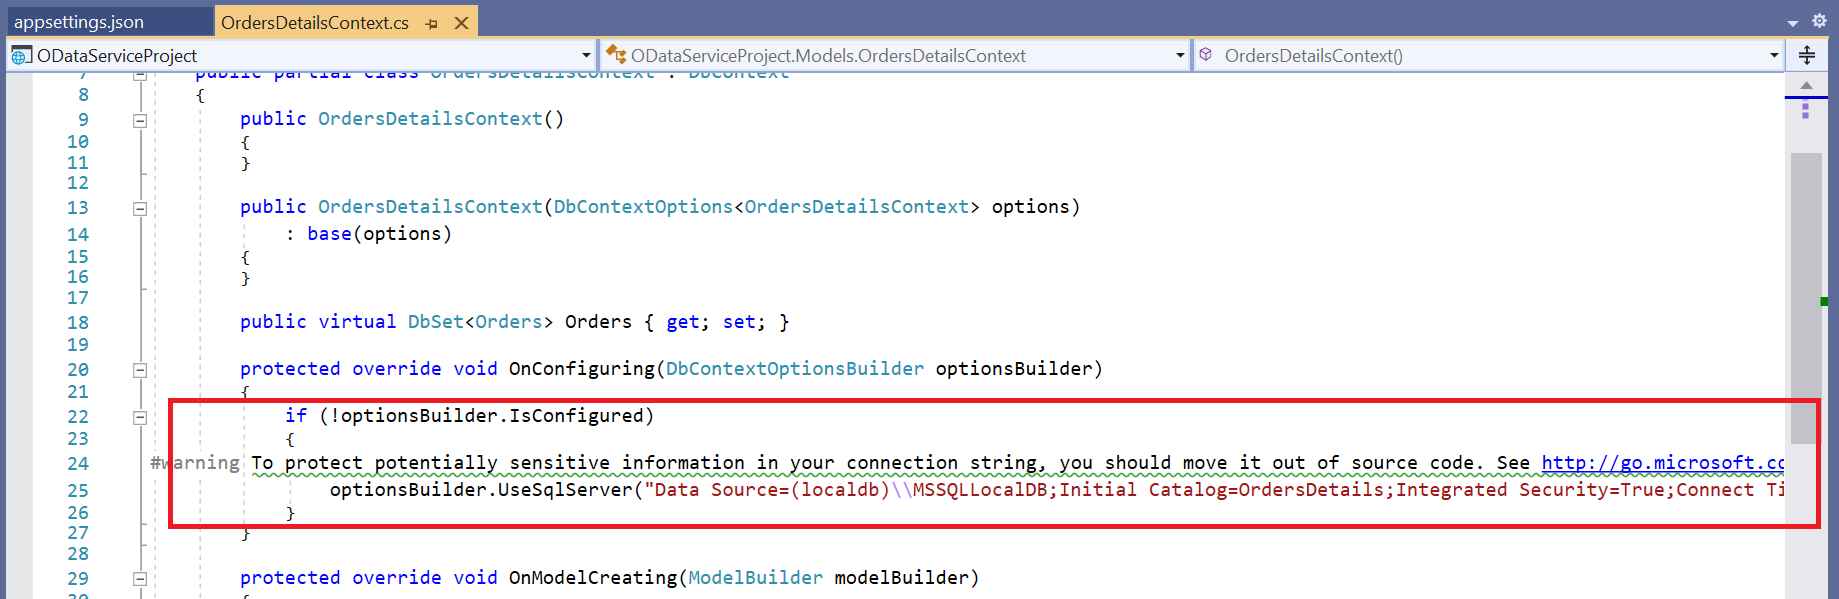 appsettings.json OrdersDetailsContext.cs
ODataServiceProject ODataServiceProject.Models.OrdersDetailsContext OrdersDetailsContext()
7 public partial class OrdersDetailsContext : DbContext
8 {
9 public OrdersDetailsContext()
10 {
11 }
12
13 public OrdersDetailsContext(DbContextOptions<OrdersDetailsContext> options)
14 : base(options)
15 {
16 }
17
18 public virtual DbSet<Orders> Orders { get; set; }
19
20 protected override void OnConfiguring(DbContextOptionsBuilder optionsBuilder)
21 {
22 if (!optionsBuilder.IsConfigured)
23 {
24 #warning To protect potentially sensitive information in your connection string, you should move it out of source code. See http://go.microsoft.co
25 optionsBuilder.UseSqlServer("Data Source=(localdb)\\MSSQLLocalDB;Initial Catalog=OrdersDetails;Integrated Security=True;Connect Ti
26 }
27 }
28
29 protected override void OnModelCreating(ModelBuilder modelBuilder)
30 {